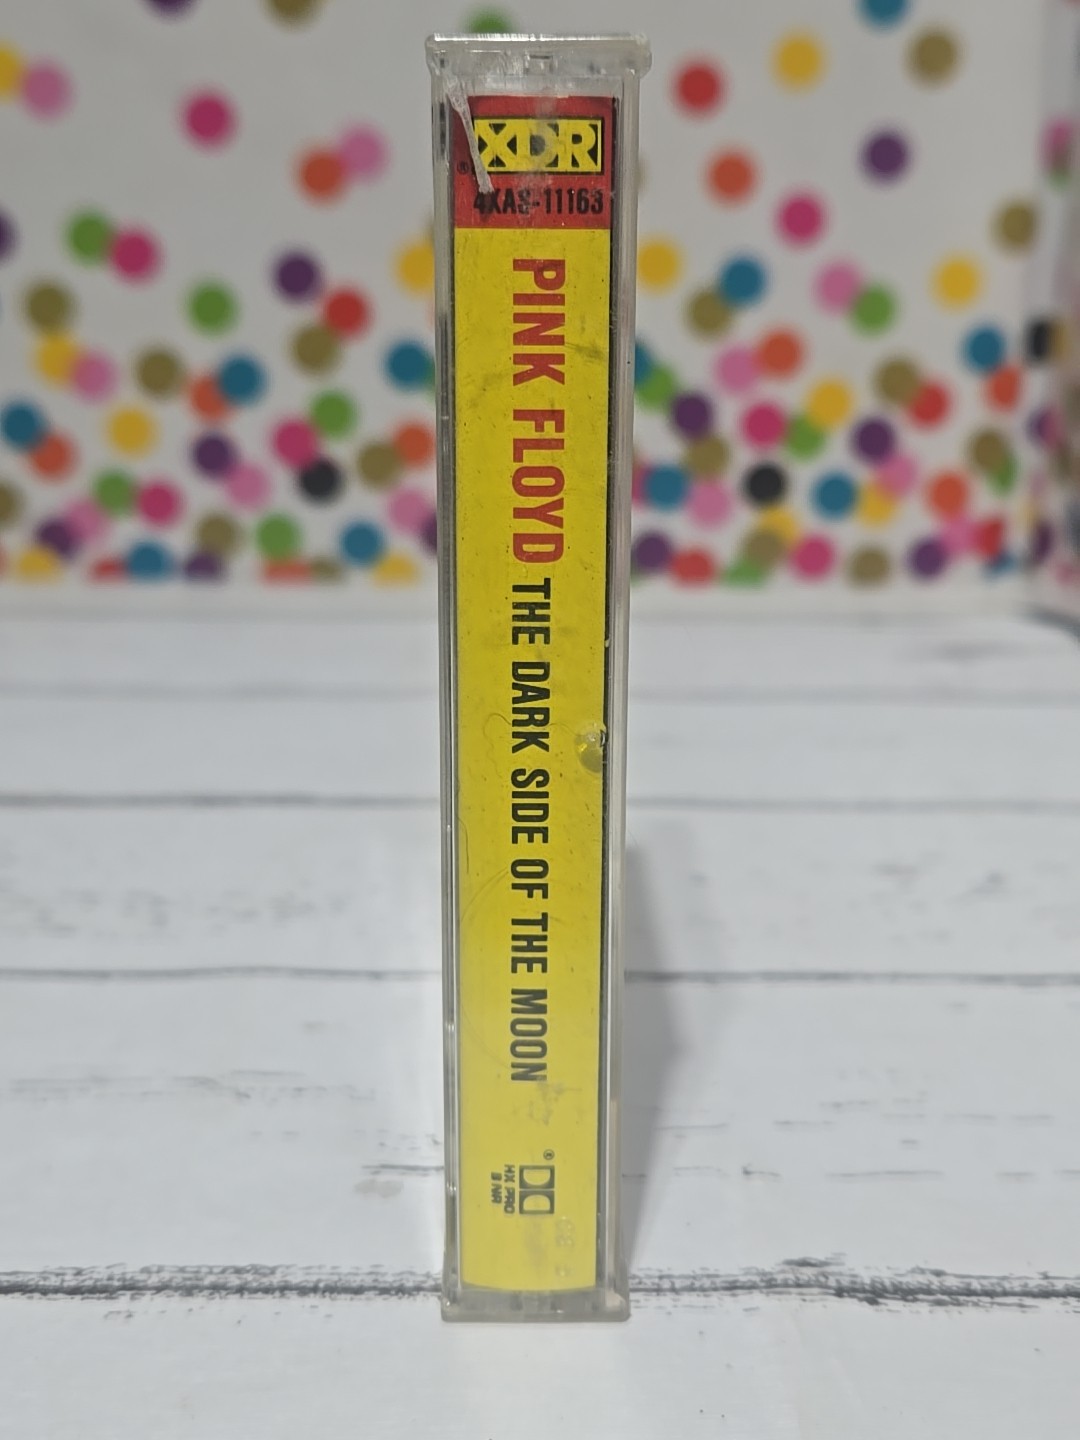 XDR
®
4XAS-11163
PINK FLOYD THE DARK SIDE OF THE MOON
®
HX PRO
B NR